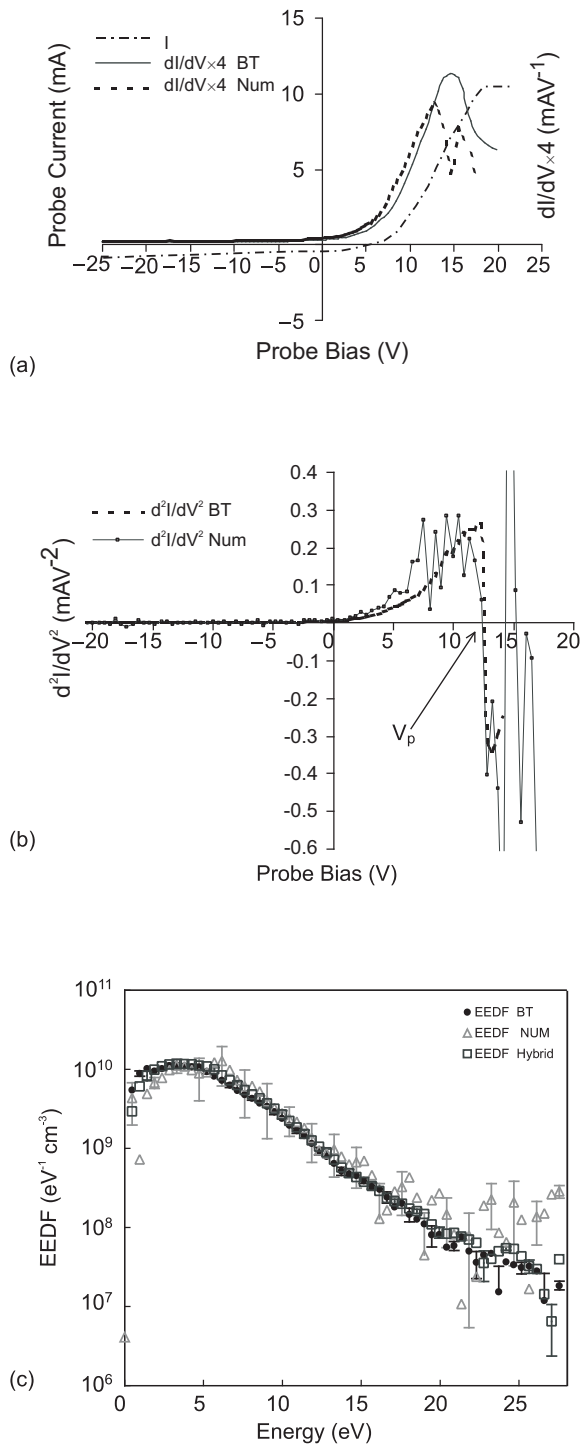 15
10
5
−5
−25 −20 −15 −10 −5 0 5 10 15 20 25
I
dI/dV×4 BT
dI/dV×4 Num
Probe Current (mA)
dI/dV×4 (mAV⁻¹)
Probe Bias (V)
(a)
0.4
0.3
0.2
0.1
-0.1
-0.2
-0.3
-0.4
-0.5
-0.6
−20 −15 −10 −5 0 5 10 15 20
d²I/dV² BT
d²I/dV² Num
d²I/dV² (mAV⁻²)
Vₚ
Probe Bias (V)
(b)
10¹¹
10¹⁰
10⁹
10⁸
10⁷
10⁶
EEDF BT
EEDF NUM
EEDF Hybrid
EEDF (eV⁻¹ cm⁻³)
0 5 10 15 20 25
Energy (eV)
(c)